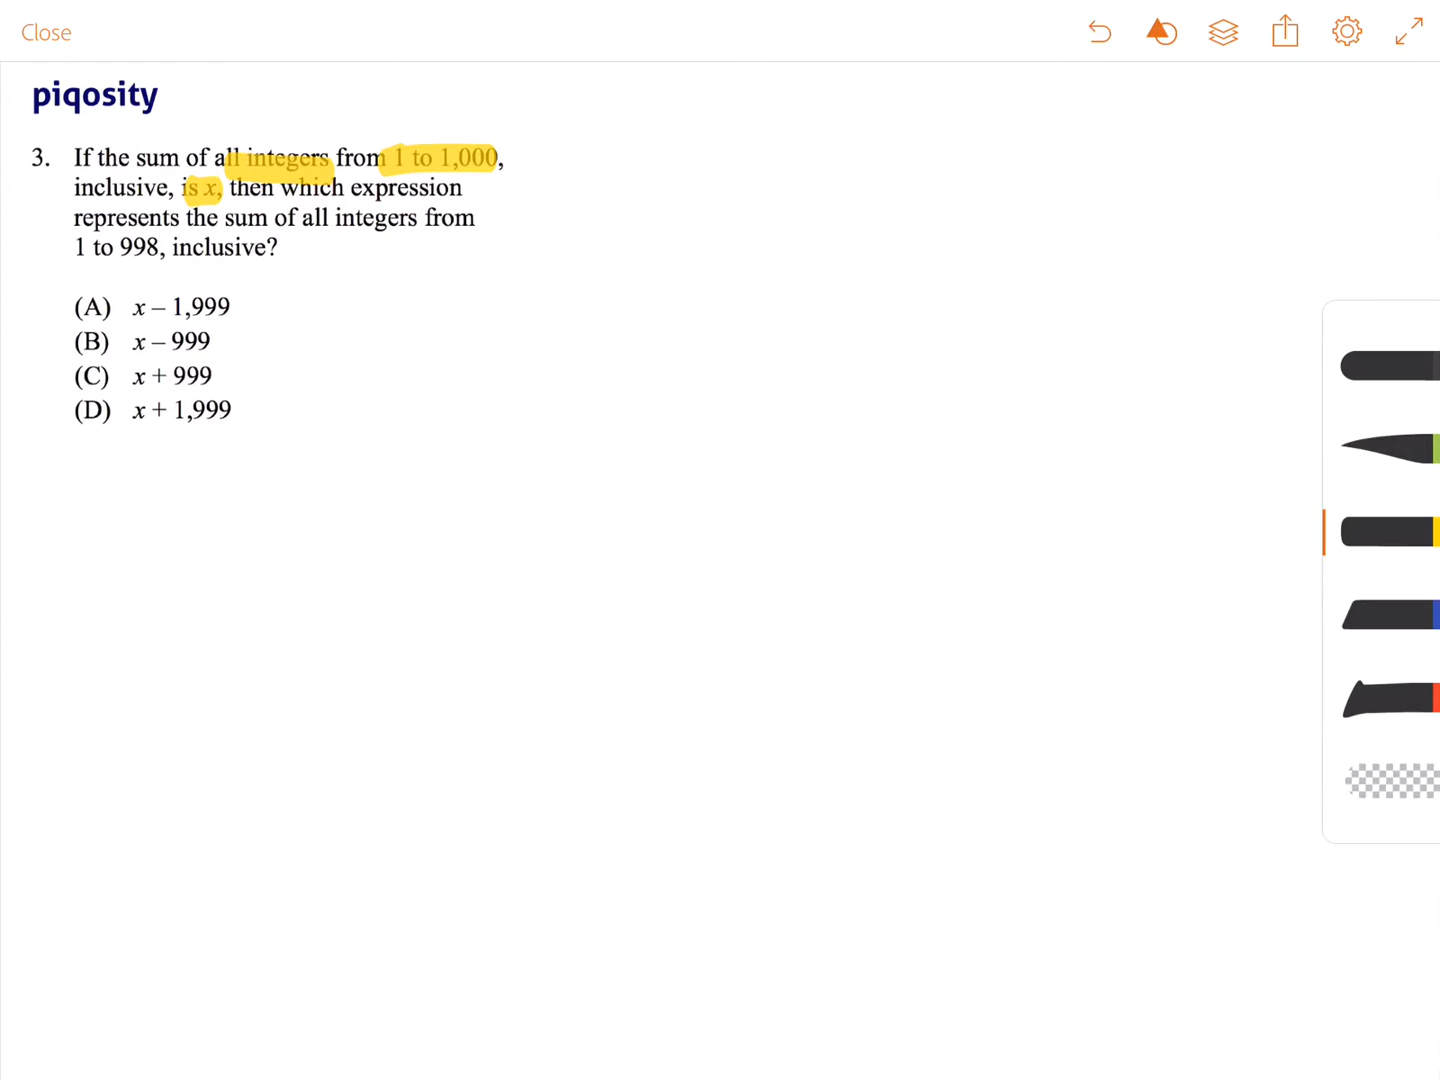 Close
piqosity
3. If the sum of all integers from 1 to 1,000,
inclusive, is x, then which expression
represents the sum of all integers from
1 to 998, inclusive?
(A) x – 1,999
(B) x – 999
(C) x + 999
(D) x + 1,999